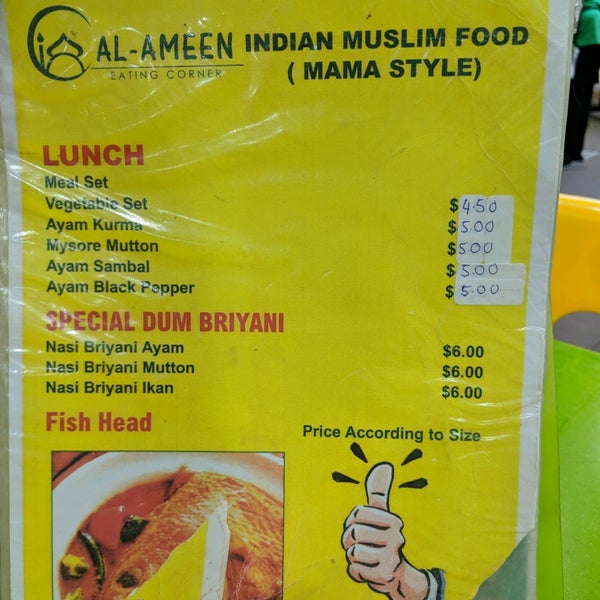 AL-AMEEN INDIAN MUSLIM FOOD
EATING CORNER
( MAMA STYLE)
LUNCH
Meal Set
Vegetable Set $4.50
Ayam Kurma $5.00
Mysore Mutton $5.00
Ayam Sambal $5.00
Ayam Black Pepper $5.00
SPECIAL DUM BRIYANI
Nasi Briyani Ayam $6.00
Nasi Briyani Mutton $6.00
Nasi Briyani Ikan $6.00
Fish Head
Price According to Size